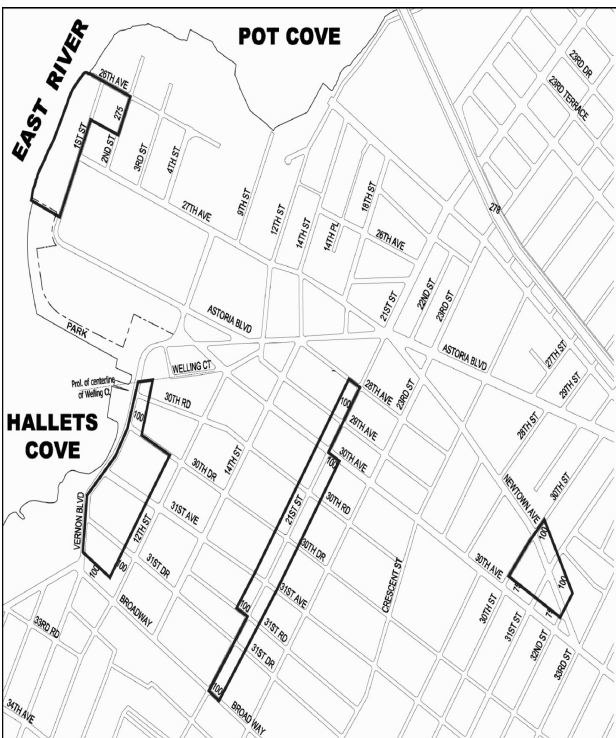 POT COVE
EAST RIVER
23RD DR
23RD TERRACE
26TH AVE
275
1ST ST
2ND ST
3RD ST
4TH ST
27TH AVE
9TH ST
12TH ST
14TH ST
14TH PL
18TH ST
26TH AVE
278
21ST ST
22ND ST
23RD ST
ASTORIA BLVD
ASTORIA BLVD
27TH ST
29TH ST
PARK
WELLING CT
Prol. of centerline
of Welling Ct.
HALLETS
COVE
100
30TH RD
28TH AVE
23RD ST
100
29TH AVE
28TH ST
30TH AVE
100
14TH ST
30TH DR
NEWTOWN AVE
30TH ST
VERNON BLVD
12TH ST
31ST AVE
21ST ST
30TH RD
100
30TH DR
30TH AVE
100
31ST DR
100
100
CRESCENT ST
31ST AVE
30TH ST
31ST ST
32ND ST
33RD ST
BROADWAY
100
31ST RD
31ST DR
33RD RD
34TH AVE
100
BROADWAY